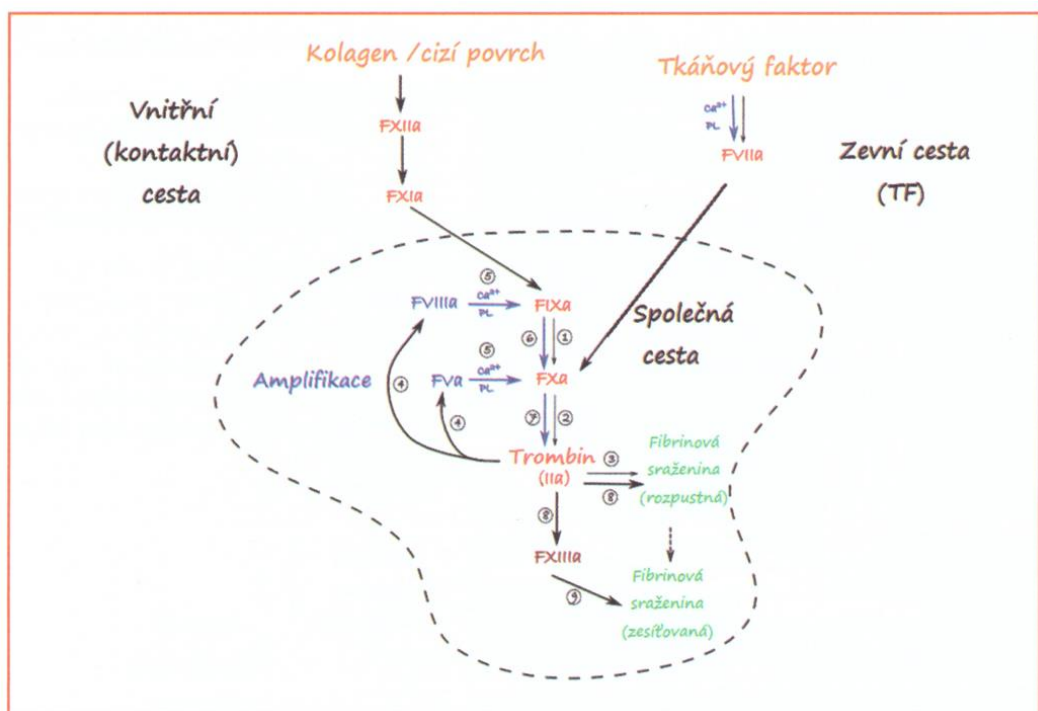 Kolagen /cizí povrch
Tkáňový faktor
Vnitřní
(kontaktní)
cesta
Ca²⁺
PL
FXIIa
FVIIa
Zevní cesta
(TF)
FXIa
⑤
FVIIIa
Ca²⁺
PL
FIXa
Společná
cesta
⑥
①
⑤
Amplifikace
④
FVa
Ca²⁺
PL
FXa
④
⑦
②
Trombin
(IIa)
③
⑧
Fibrinová
sraženina
(rozpustná)
⑧
FXIIIa
⑨
Fibrinová
sraženina
(zesíťovaná)